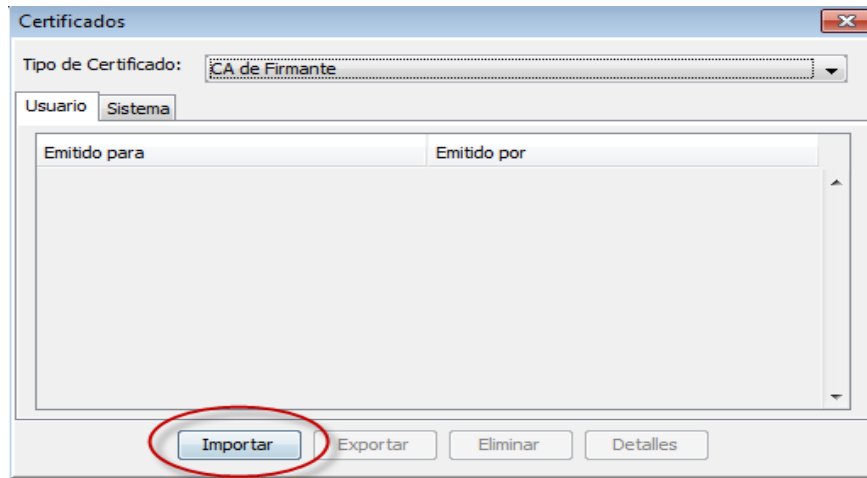 Certificados
Tipo de Certificado: CA de Firmante
Usuario Sistema
Emitido para Emitido por
Importar Exportar Eliminar Detalles